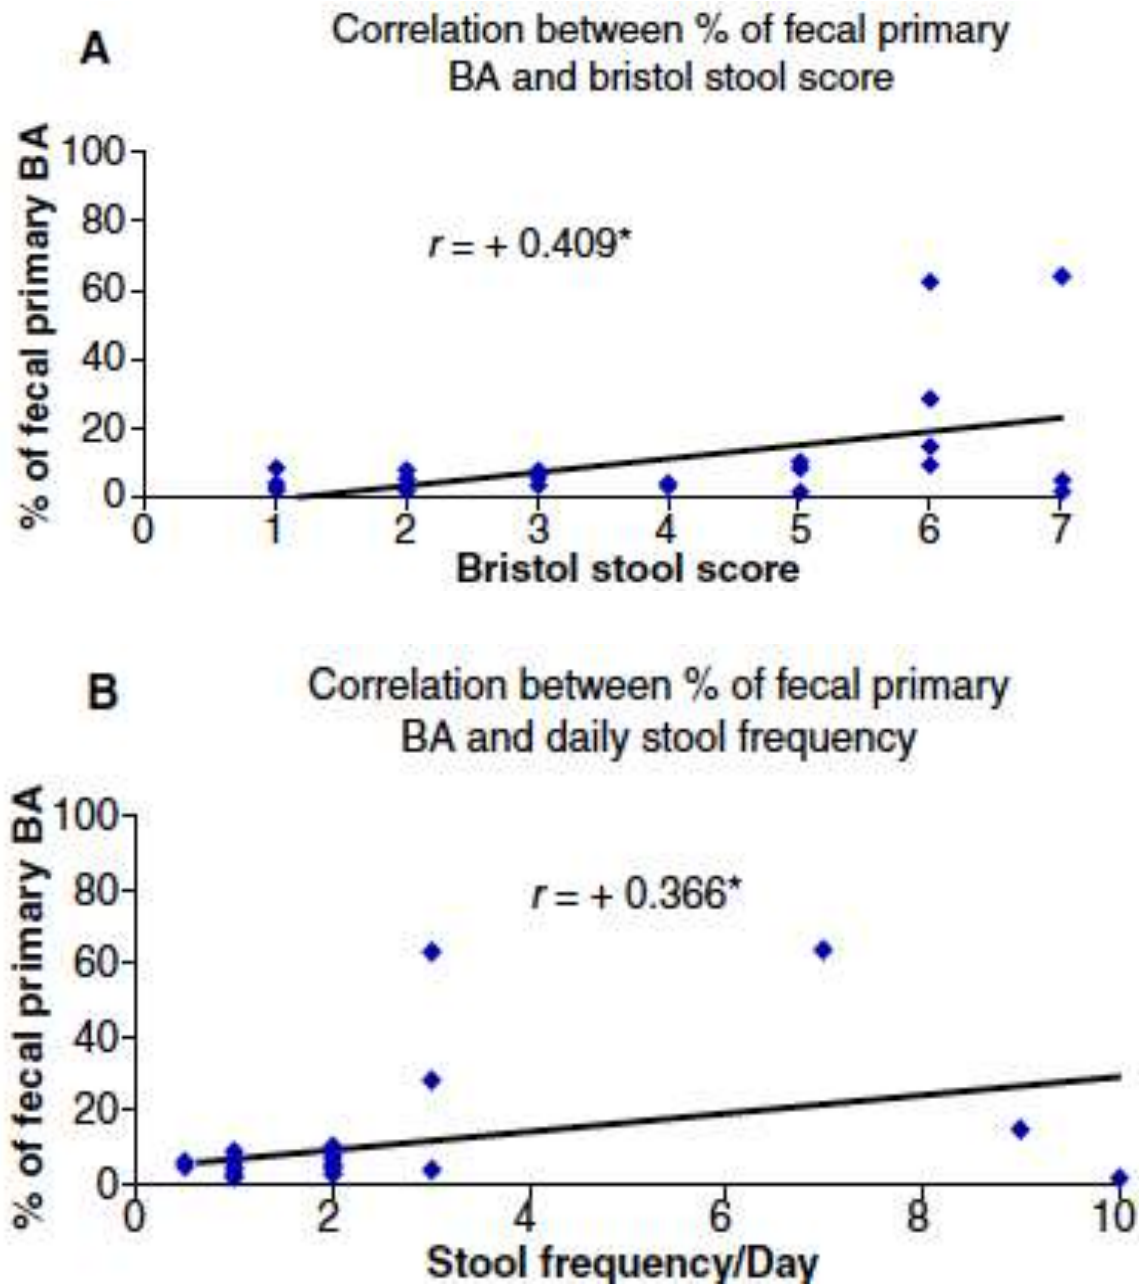 A
Correlation between % of fecal primary
BA and bristol stool score
% of fecal primary BA
100
80
60
40
20
0
r = + 0.409*
0 1 2 3 4 5 6 7
Bristol stool score
B
Correlation between % of fecal primary
BA and daily stool frequency
% of fecal primary BA
100
80
60
40
20
0
r = + 0.366*
0 2 4 6 8 10
Stool frequency/Day